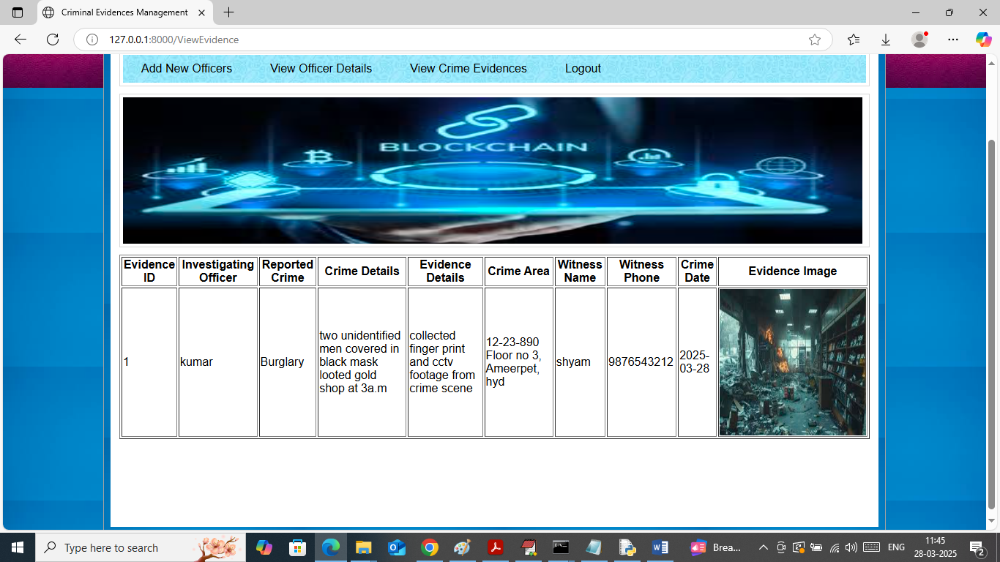 Criminal Evidences Management
127.0.0.1:8000/ViewEvidence
Add New Officers View Officer Details View Crime Evidences Logout
BLOCKCHAIN
Evidence ID
Investigating Officer
Reported Crime
Crime Details
Evidence Details
Crime Area
Witness Name
Witness Phone
Crime Date
Evidence Image
1
kumar
Burglary
two unidentified
men covered in
black mask
looted gold
shop at 3a.m
collected
finger print
and cctv
footage from
crime scene
12-23-890
Floor no 3,
Ameerpet,
hyd
shyam
9876543212
2025-
03-28
Type here to search
Brea...
ENG
11:45
28-03-2025
2